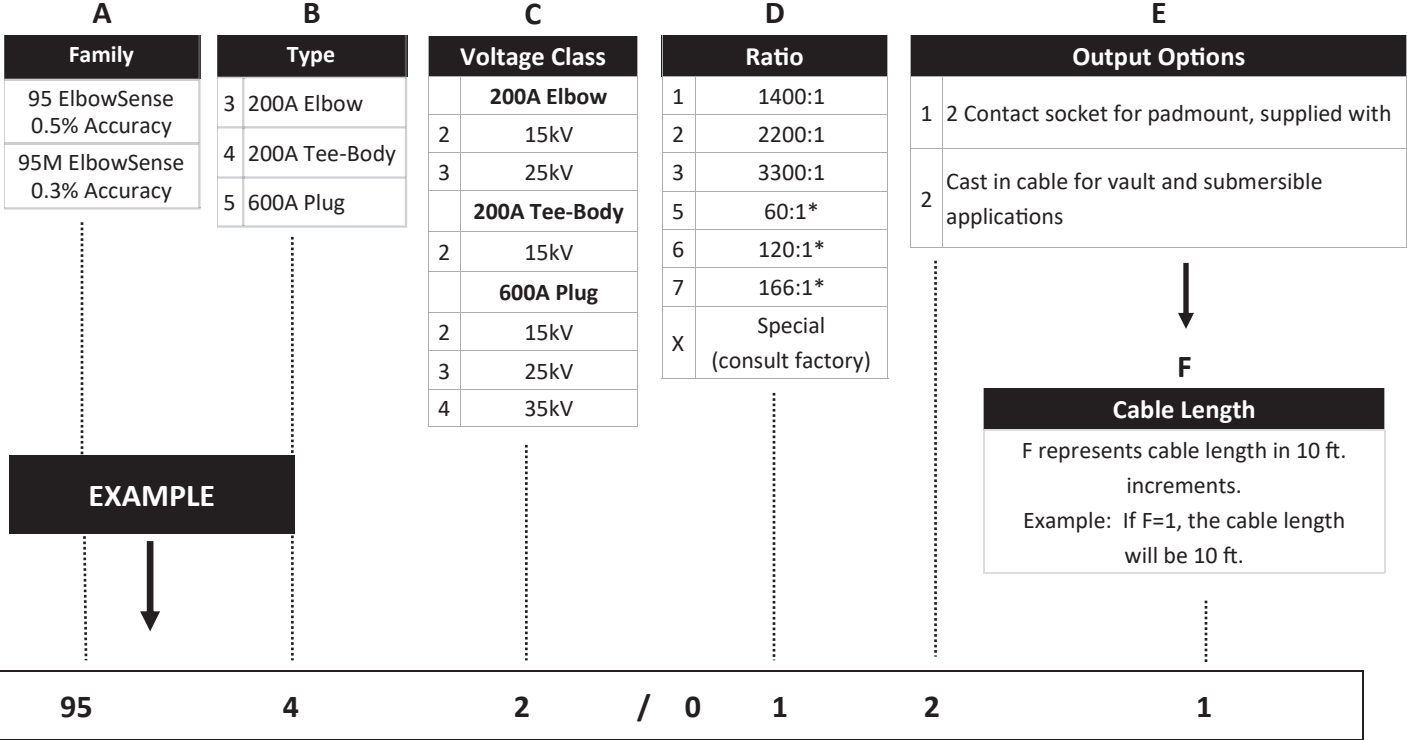 A
B
C
D
E
Family
95 ElbowSense
0.5% Accuracy
95M ElbowSense
0.3% Accuracy
Type
3 200A Elbow
4 200A Tee-Body
5 600A Plug
Voltage Class
200A Elbow
2 15kV
3 25kV
200A Tee-Body
2 15kV
600A Plug
2 15kV
3 25kV
4 35kV
Ratio
1 1400:1
2 2200:1
3 3300:1
5 60:1*
6 120:1*
7 166:1*
X Special
(consult factory)
Output Options
1 2 Contact socket for padmount, supplied with
2 Cast in cable for vault and submersible
applications
F
Cable Length
F represents cable length in 10 ft.
increments.
Example: If F=1, the cable length
will be 10 ft.
EXAMPLE
95 4 2 / 0 1 2 1